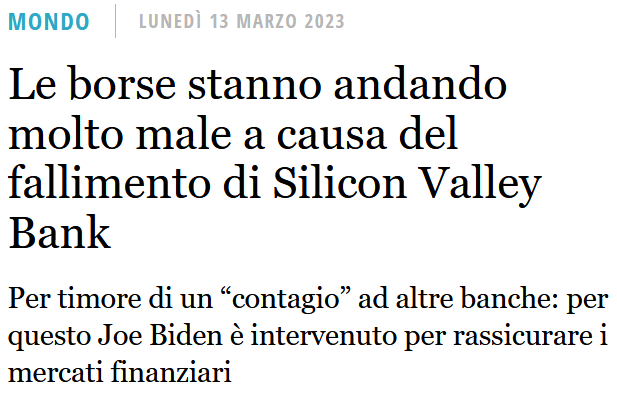 MONDO LUNEDÌ 13 MARZO 2023
Le borse stanno andando
molto male a causa del
fallimento di Silicon Valley
Bank
Per timore di un “contagio” ad altre banche: per
questo Joe Biden è intervenuto per rassicurare i
mercati finanziari